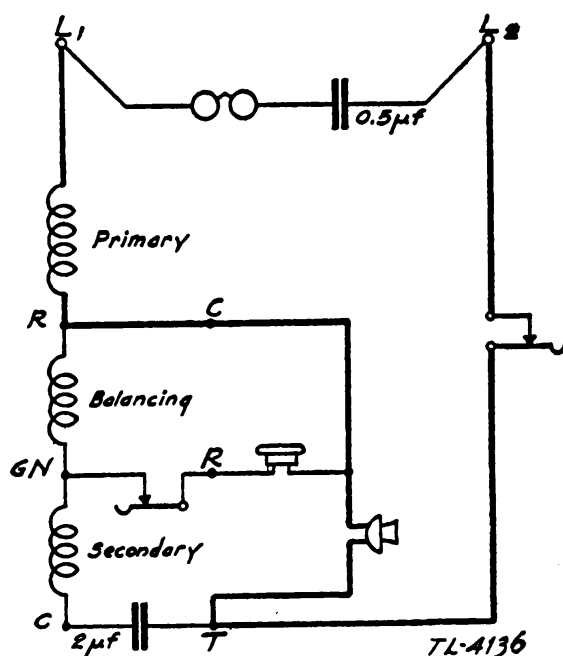 L1
L2
0.5µf
Primary
R
C
Balancing
GN
R
Secondary
C
2µf
T
TL-4136